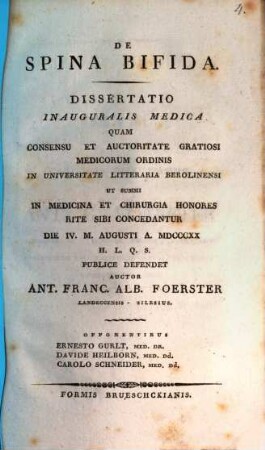 4.
DE
SPINA BIFIDA.
DISSERTATIO
INAUGURALIS MEDICA
QUAM
CONSENSU ET AUCTORITATE GRATIOSI
MEDICORUM ORDINIS
IN UNIVERSITATE LITTERARIA BEROLINENSI
UT SUMMI
IN MEDICINA ET CHIRURGIA HONORES
RITE SIBI CONCEDANTUR
DIE IV. M. AUGUSTI A. MDCCCXX
H. L. Q. S.
PUBLICE DEFENDET
AUCTOR
ANT. FRANC. ALB. FOERSTER
LANDECCENSIS - SILESIUS.
OPPONENTIBUS
ERNESTO GURLT, MED. DR.
DAVIDE HEILBORN, MED. Dd.
CAROLO SCHNEIDER, MED. Dd.
FORMIS BRUESCHCKIANIS.